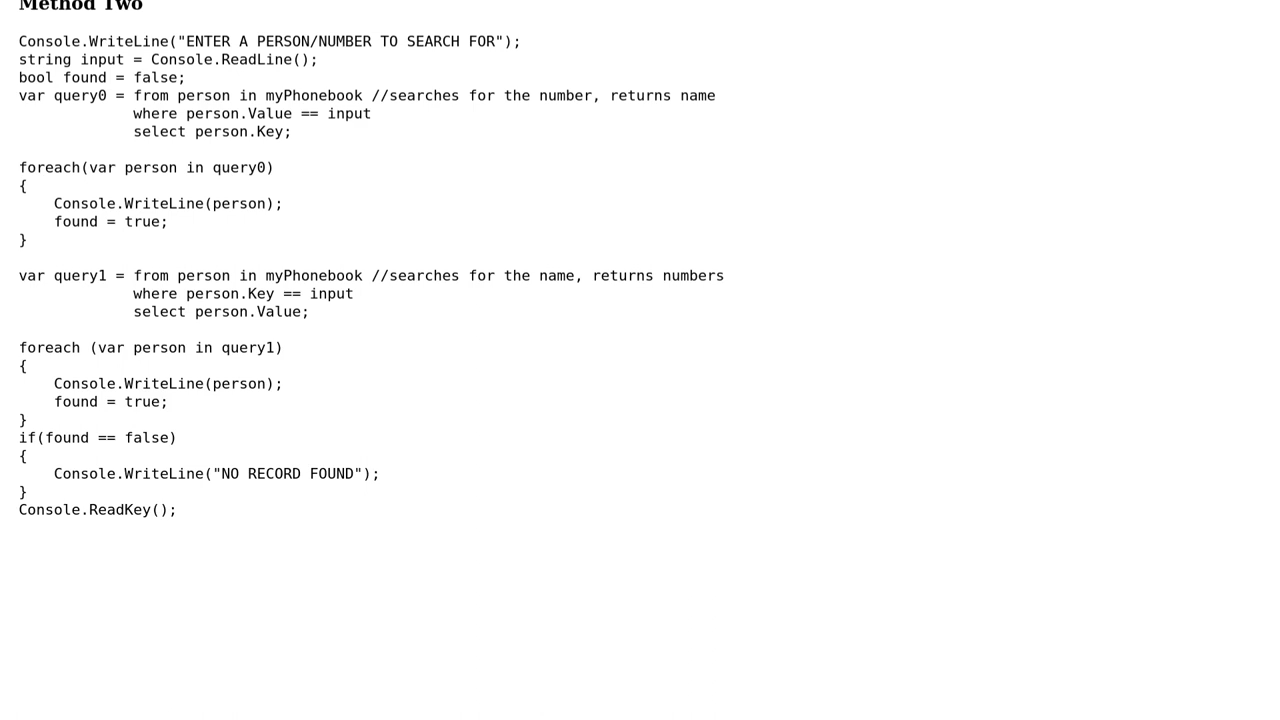 Method Two
Console.WriteLine("ENTER A PERSON/NUMBER TO SEARCH FOR");
string input = Console.ReadLine();
bool found = false;
var query0 = from person in myPhonebook //searches for the number, returns name
             where person.Value == input
             select person.Key;

foreach(var person in query0)
{
    Console.WriteLine(person);
    found = true;
}

var query1 = from person in myPhonebook //searches for the name, returns numbers
             where person.Key == input
             select person.Value;

foreach (var person in query1)
{
    Console.WriteLine(person);
    found = true;
}
if(found == false)
{
    Console.WriteLine("NO RECORD FOUND");
}
Console.ReadKey();